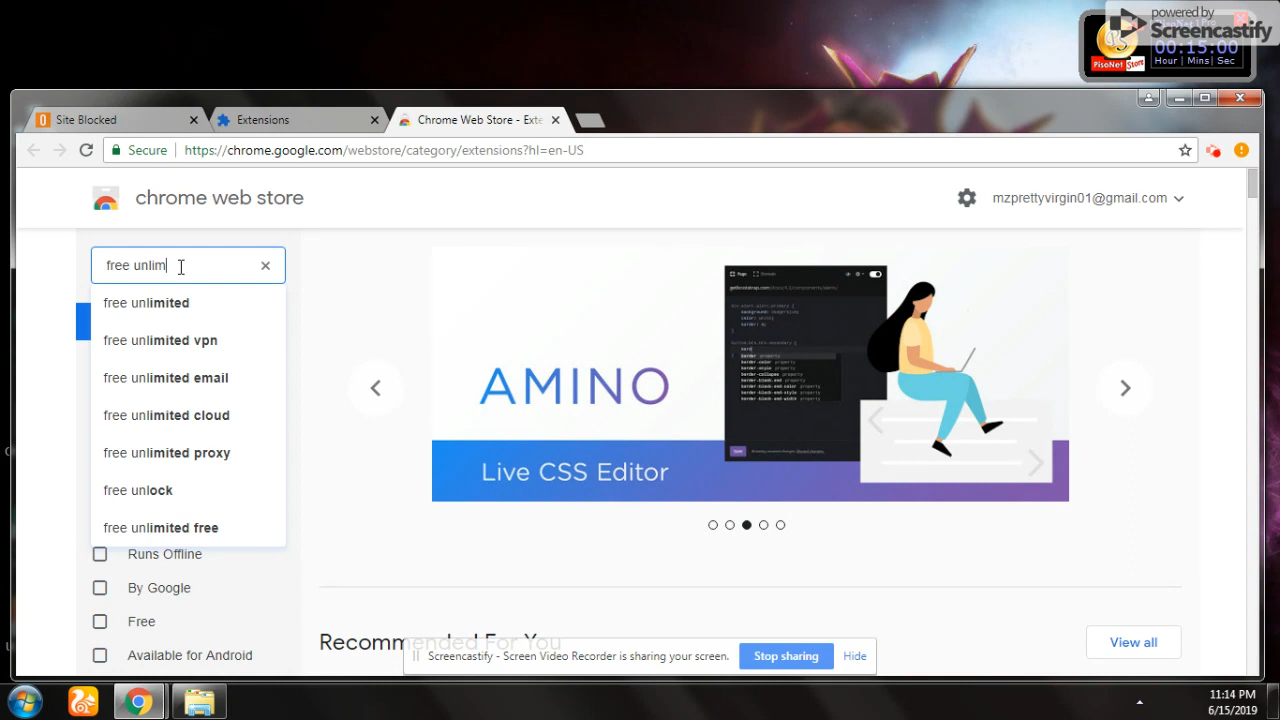 powered by
Screencastify
00:15:00
Hour | Mins | Sec
PisoNet
Store
Site Blocked
Extensions
Chrome Web Store - Exte
Secure
https://chrome.google.com/webstore/category/extensions?hl=en-US
chrome web store
mzprettyvirgin01@gmail.com
free unlim
free unlimited
free unlimited vpn
free unlimited email
free unlimited cloud
free unlimited proxy
free unlock
free unlimited free
Runs Offline
By Google
Free
Available for Android
AMINO
Live CSS Editor
Recommended For You
View all
Screencastify - Screen Video Recorder is sharing your screen.
Stop sharing
Hide
11:14 PM
6/15/2019